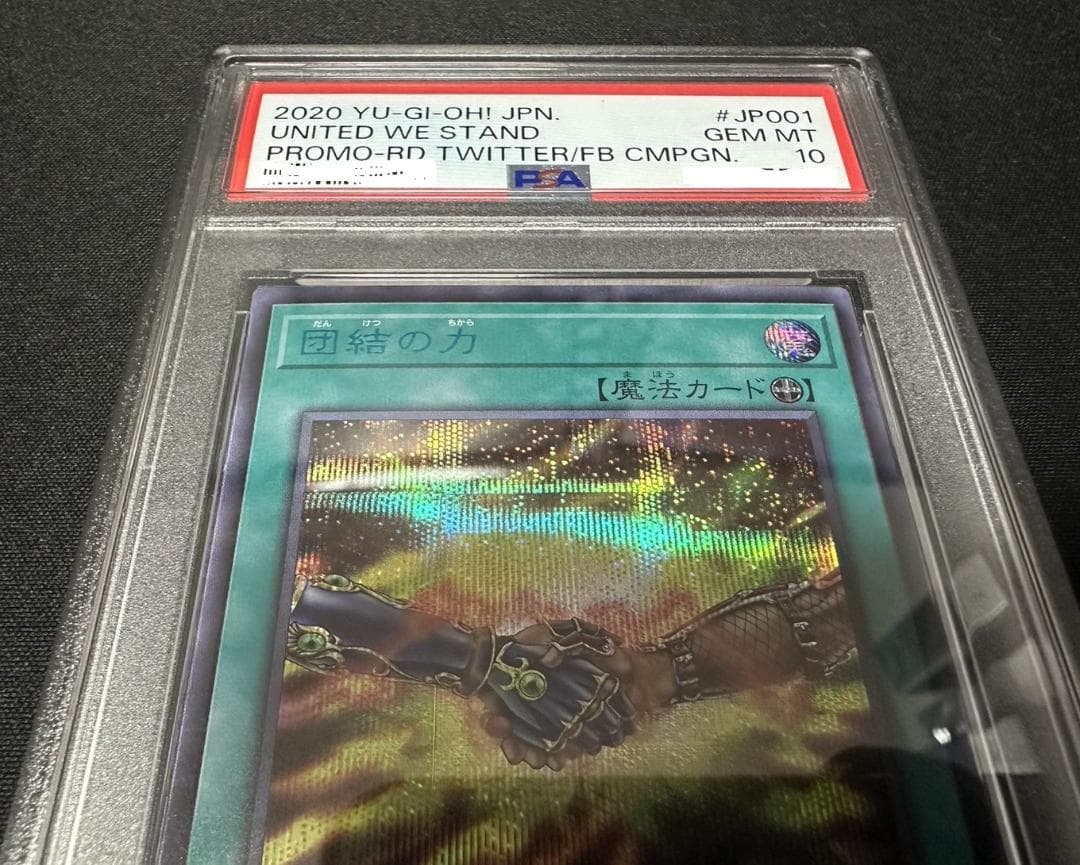 2020 YU-GI-OH! JPN. #JP001
UNITED WE STAND GEM MT
PROMO-RD TWITTER/FB CMPGN. 10
PSA
だん けつ ちから
団結の力
魔
ま ほう
【魔法カード】